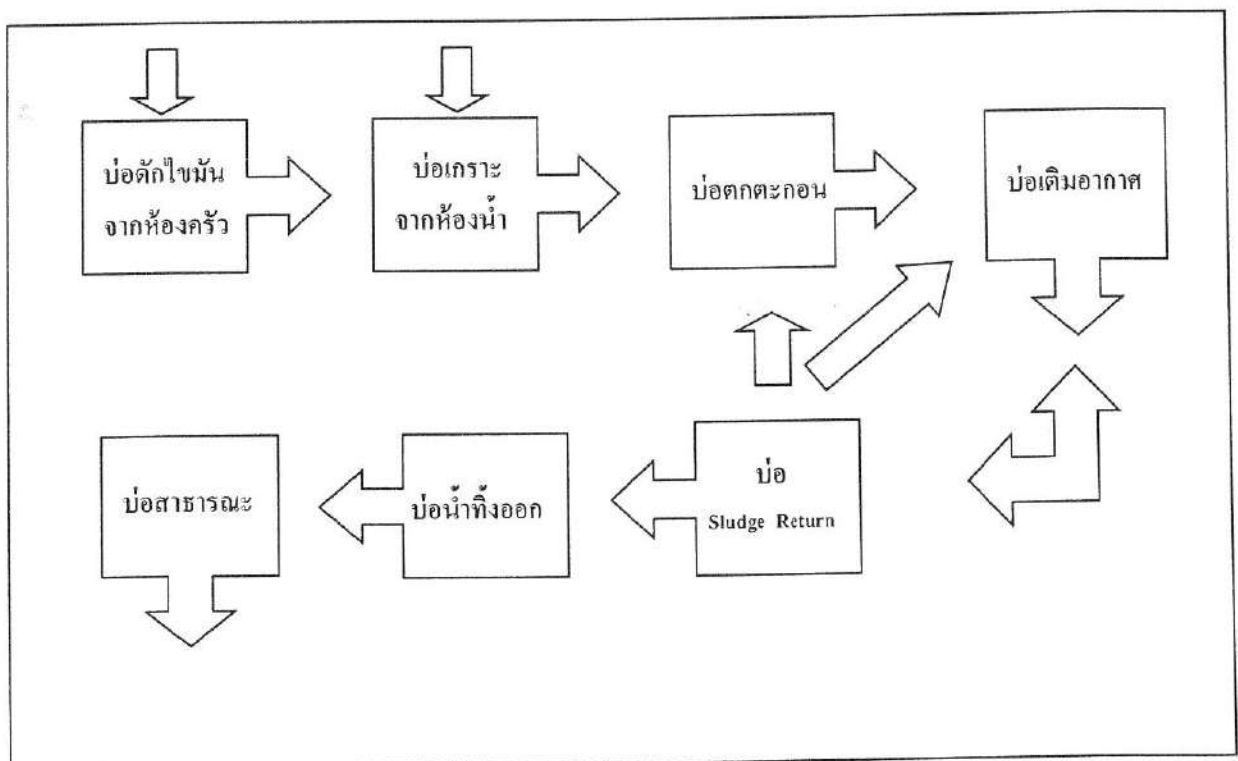 บ่อดักไขมัน
จากห้องครัว
บ่อเกราะ
จากห้องน้ำ
บ่อตกตะกอน
บ่อเติมอากาศ
บ่อสาธารณะ
บ่อน้ำทิ้งออก
บ่อ
Sludge Return